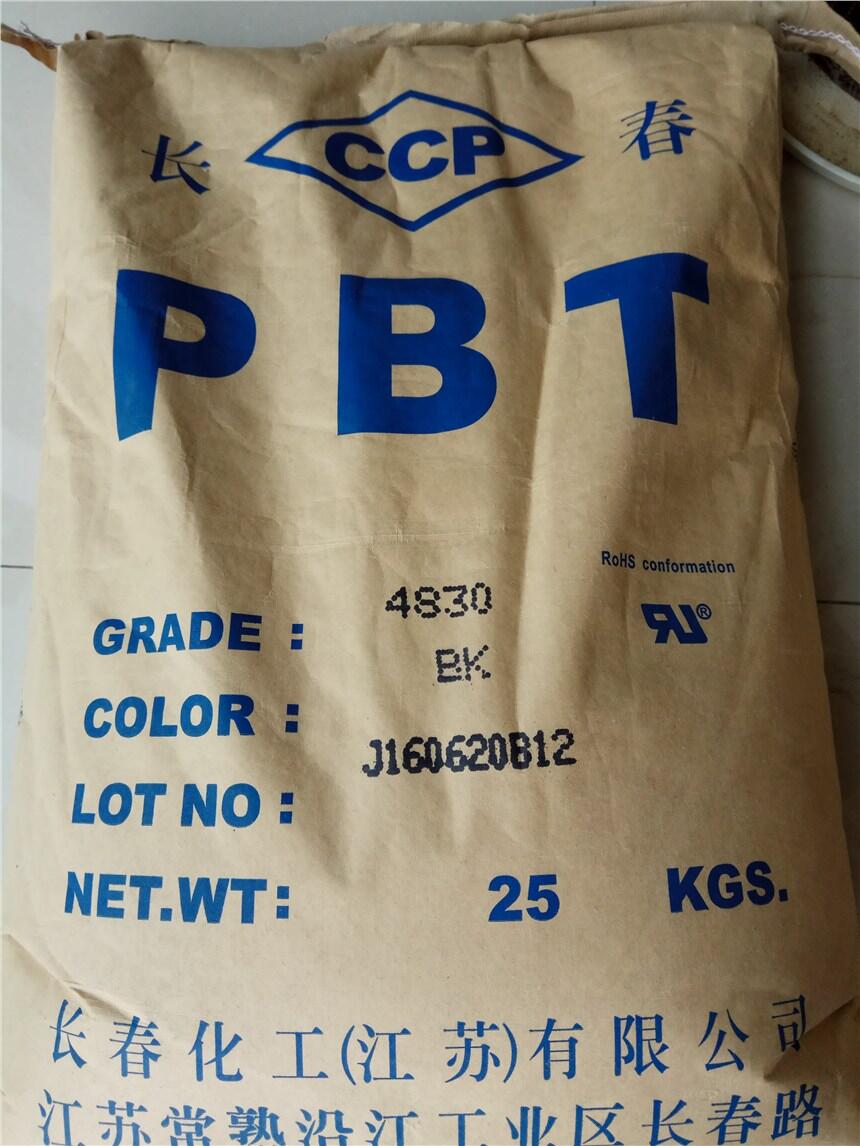 长 CCP 春
PBT
RoHS conformation
RU®
GRADE : 4830
COLOR : BK
LOT NO : J160620B12
NET.WT: 25 KGS.
长春化工(江苏)有限公司
江苏常熟沿江工业区长春路